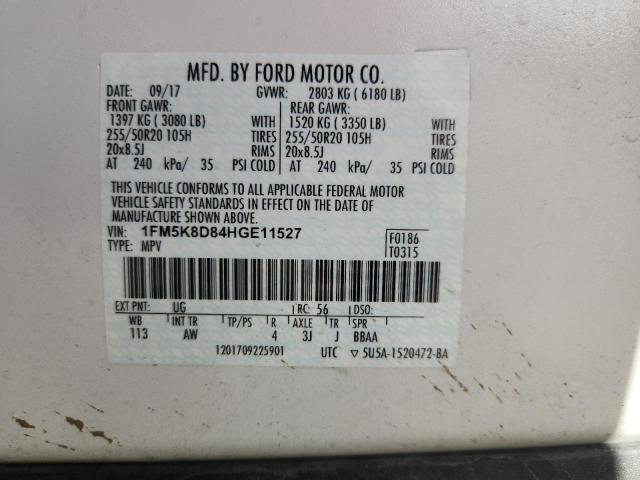 MFD. BY FORD MOTOR CO.
DATE: 09/17 GVWR: 2803 KG ( 6180 LB)
FRONT GAWR: REAR GAWR:
1397 KG ( 3080 LB) WITH 1520 KG ( 3350 LB) WITH
255/50R20 105H TIRES 255/50R20 105H TIRES
20x8.5J RIMS 20x8.5J RIMS
AT 240 kPa/ 35 PSI COLD AT 240 kPa/ 35 PSI COLD
THIS VEHICLE CONFORMS TO ALL APPLICABLE FEDERAL MOTOR
VEHICLE SAFETY STANDARDS IN EFFECT ON THE DATE OF
MANUFACTURE SHOWN ABOVE.
VIN: 1FM5K8D84HGE11527 F0186
TYPE: MPV T0315
EXT PNT: UG RC: 56 DSO:
WB INT TR TP/PS R AXLE TR SPR
113 AW 4 3J J BBAA
1201709225901 UTC ▽ 5U5A-1520472-BA